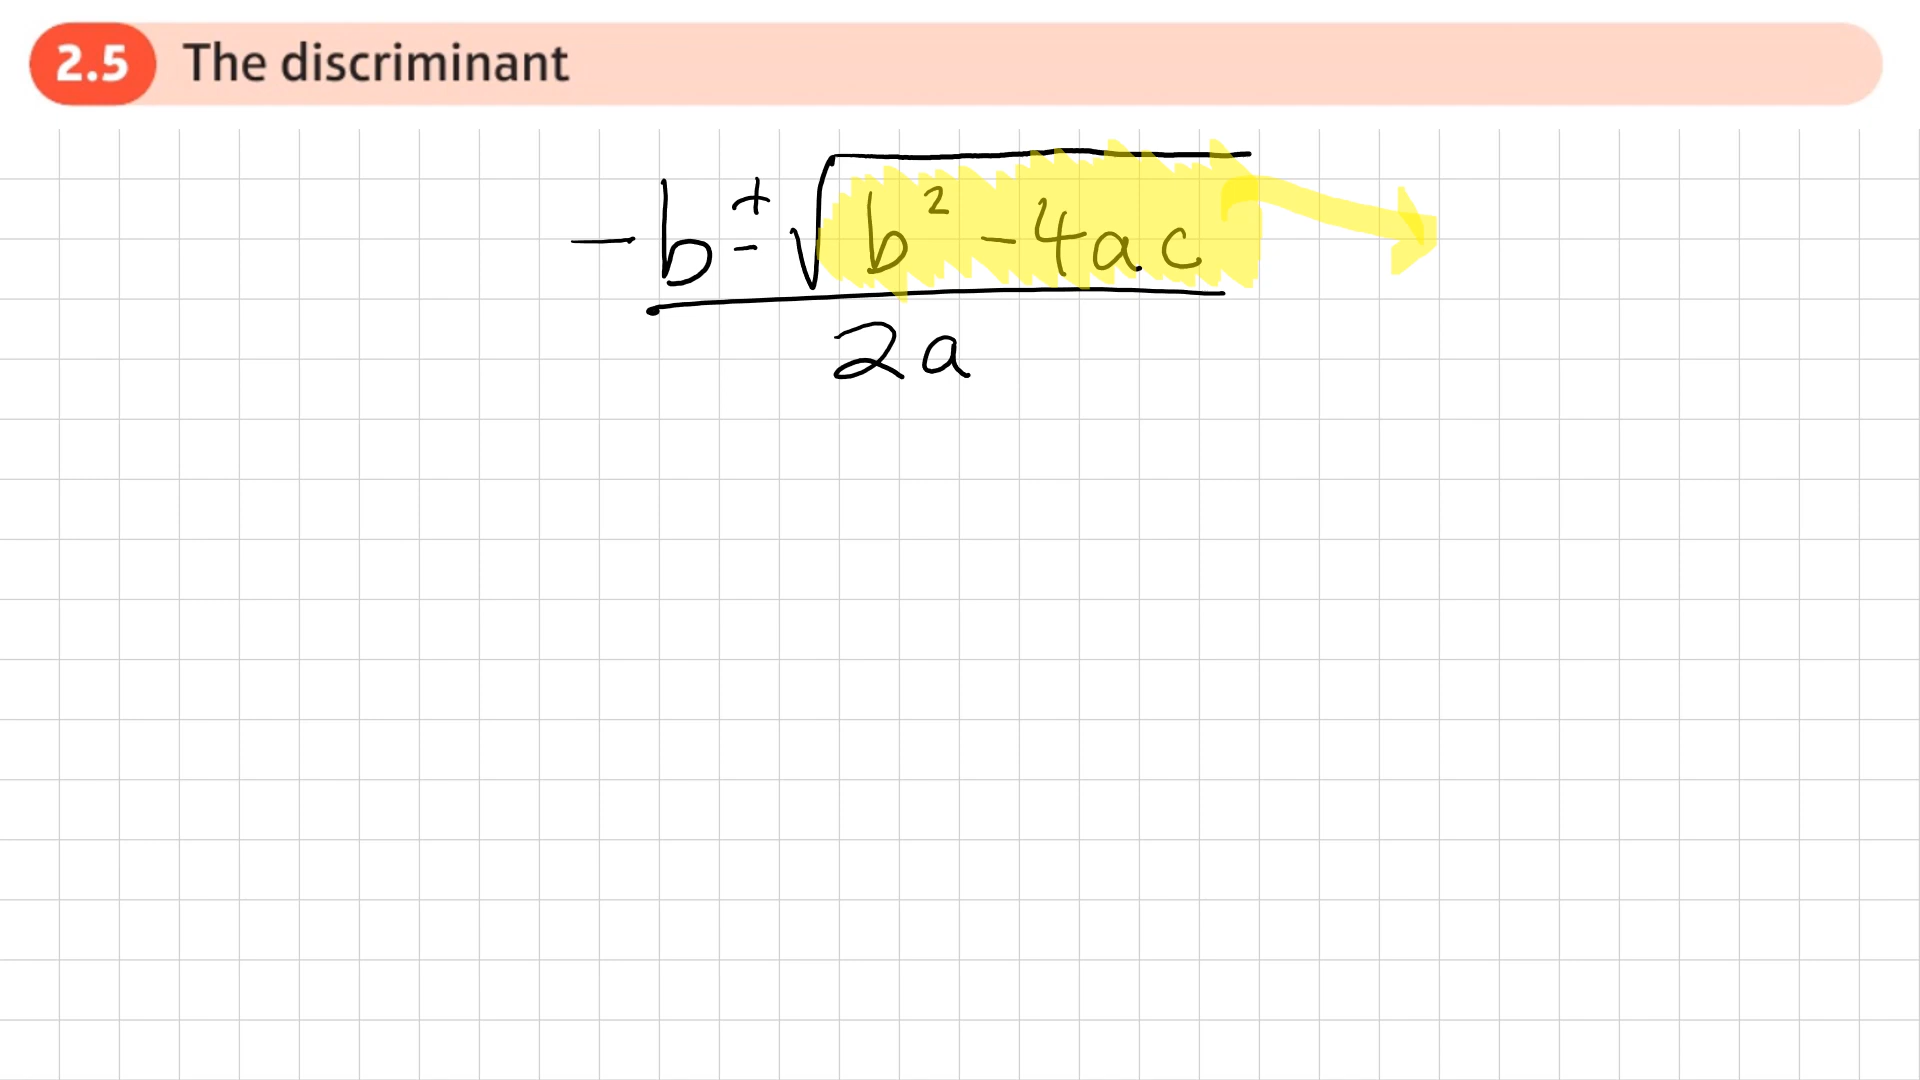 2.5 The discriminant
-b ± √b² - 4ac
2a